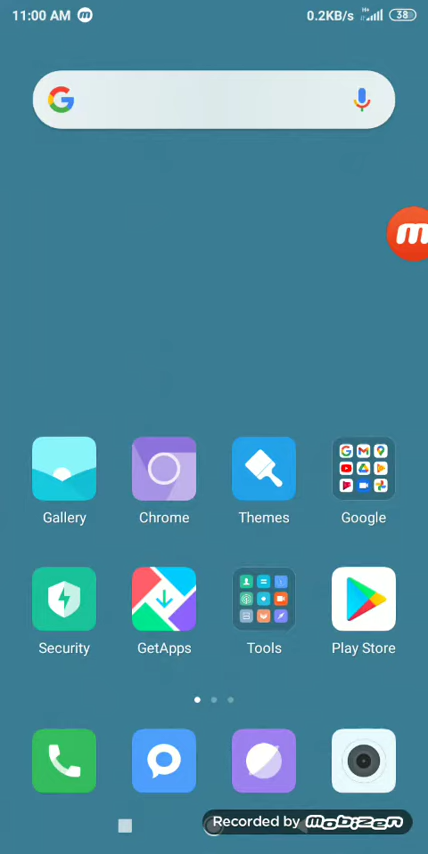 11:00 AM m 0.2KB/s 38
Gallery Chrome Themes Google
Security GetApps Tools Play Store
Recorded by mobizen